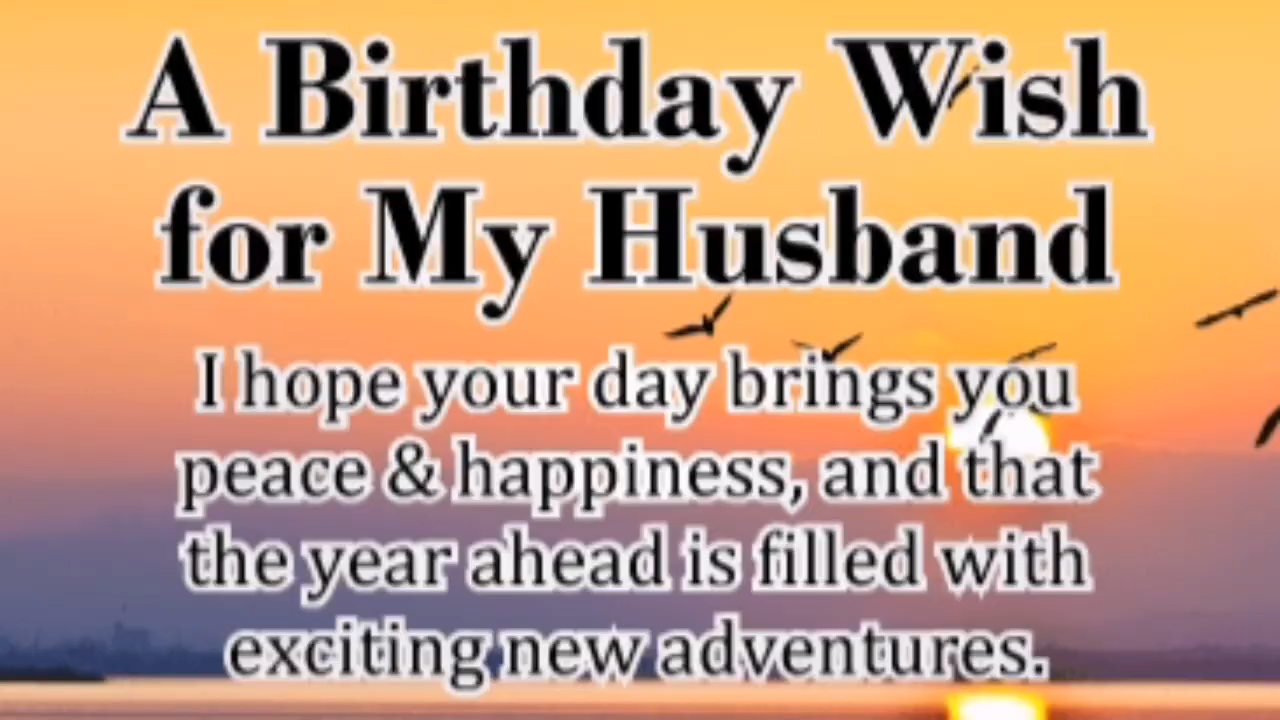 A Birthday Wish
for My Husband
I hope your day brings you
peace & happiness, and that
the year ahead is filled with
exciting new adventures.